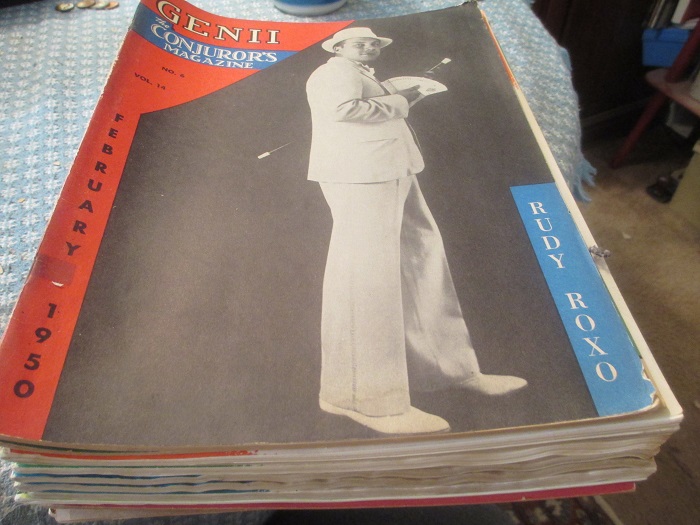 GENII
the
CONJUROR'S
MAGAZINE
NO. 6
VOL. 14
FEBRUARY 1950
RUDY ROXO